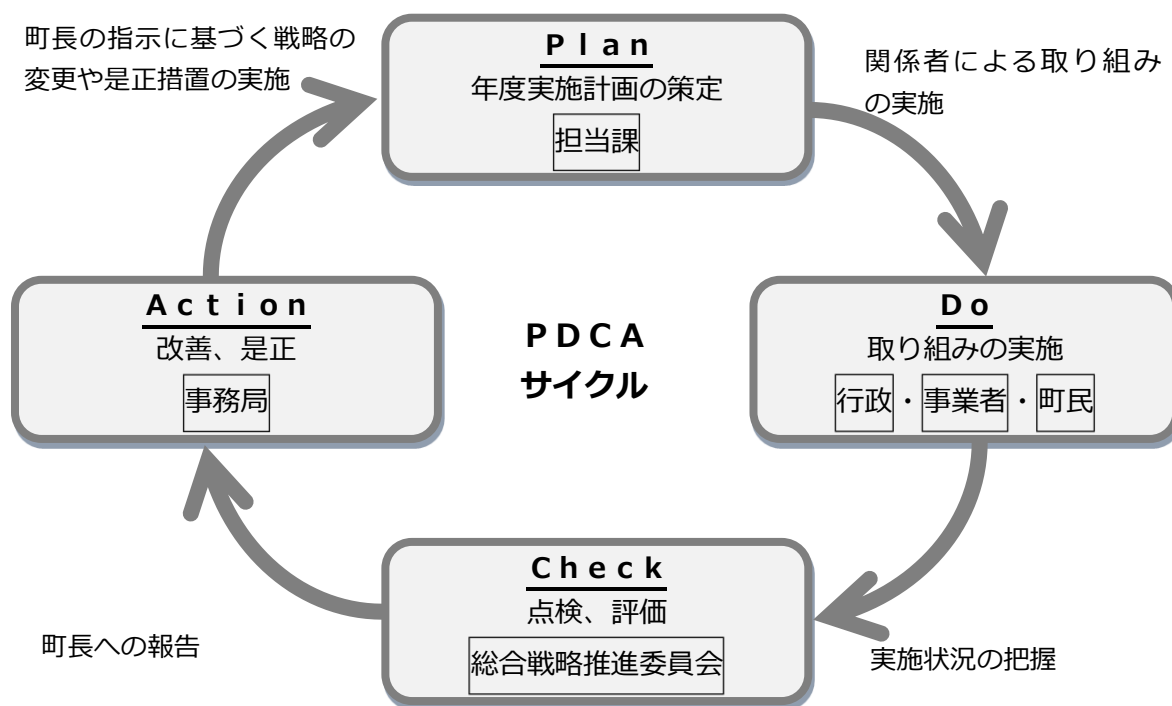 町長の指示に基づく戦略の
変更や是正措置の実施
Ｐｌａｎ
年度実施計画の策定
担当課
関係者による取り組み
の実施
Ａｃｔｉｏｎ
改善、是正
事務局
ＰＤＣＡ
サイクル
Ｄｏ
取り組みの実施
行政・事業者・町民
Ｃｈｅｃｋ
点検、評価
総合戦略推進委員会
町長への報告
実施状況の把握